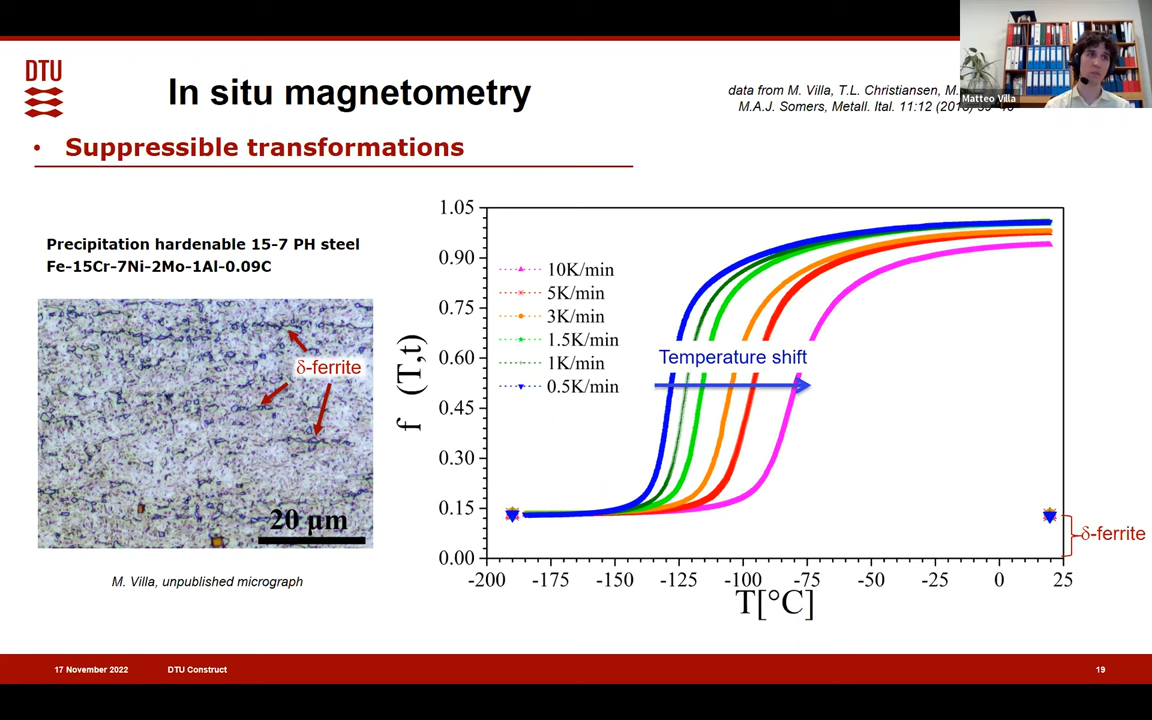 DTU
In situ magnetometry
data from M. Villa, T.L. Christiansen, M.
M.A.J. Somers, Metall. Ital. 11:12
Matteo Villa
• Suppressible transformations
Precipitation hardenable 15-7 PH steel
Fe-15Cr-7Ni-2Mo-1Al-0.09C
δ-ferrite
20 µm
M. Villa, unpublished micrograph
f (T,t)
1.05
0.90
0.75
0.60
0.45
0.30
0.15
0.00
10K/min
5K/min
3K/min
1.5K/min
1K/min
0.5K/min
Temperature shift
δ-ferrite
-200 -175 -150 -125 -100 -75 -50 -25 0 25
T[°C]
17 November 2022 DTU Construct 19